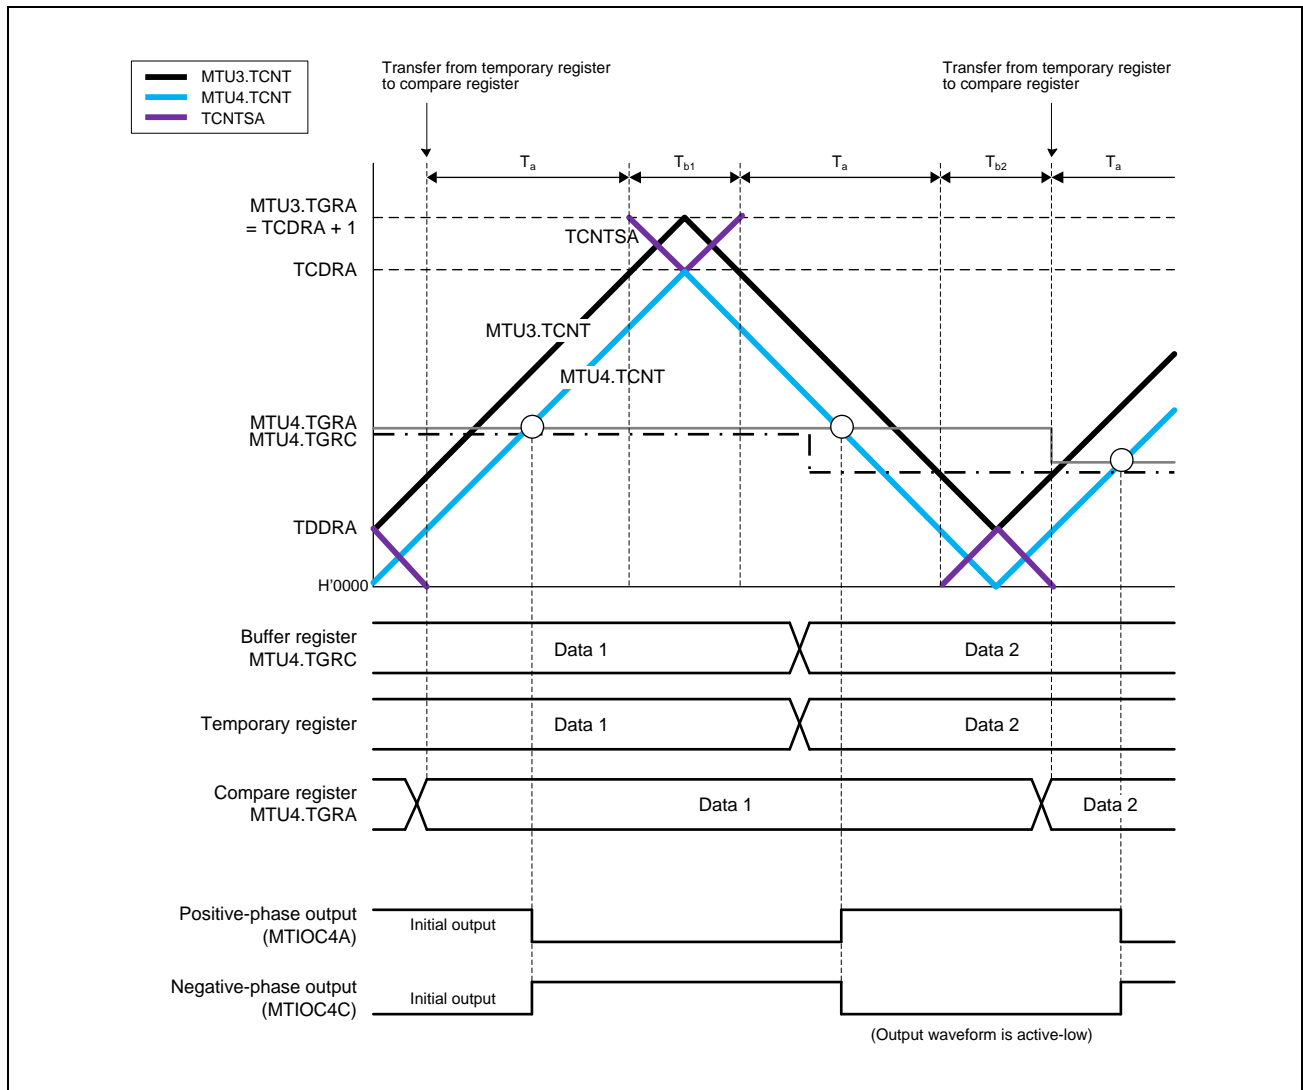 MTU3.TCNT
MTU4.TCNT
TCNTSA
Transfer from temporary register
to compare register
Transfer from temporary register
to compare register
Ta
Tb1
Ta
Tb2
Ta
MTU3.TGRA
= TCDRA + 1
TCNTSA
TCDRA
MTU3.TCNT
MTU4.TCNT
MTU4.TGRA
MTU4.TGRC
TDDRA
H'0000
Buffer register
MTU4.TGRC
Data 1
Data 2
Temporary register
Data 1
Data 2
Compare register
MTU4.TGRA
Data 1
Data 2
Positive-phase output
(MTIOC4A)
Initial output
Negative-phase output
(MTIOC4C)
Initial output
(Output waveform is active-low)